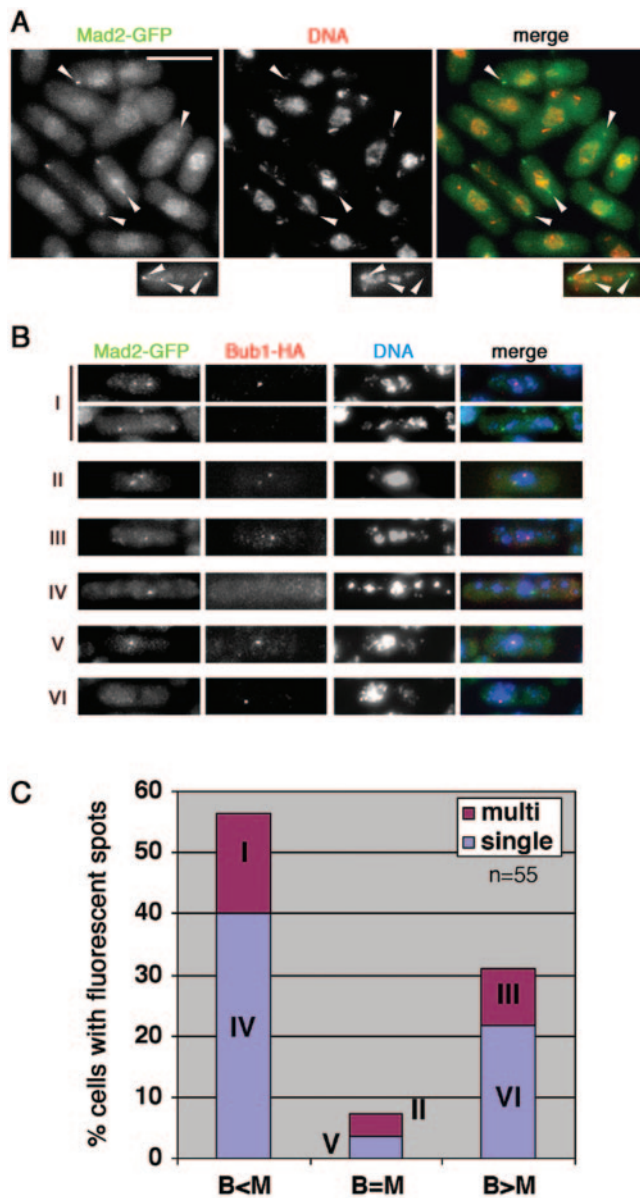 A
Mad2-GFP DNA merge
B
Mad2-GFP Bub1-HA DNA merge
I
II
III
IV
V
VI
C
% cells with fluorescent spots
60
50
40
30
20
10
0
multi
single
n=55
I
IV
II
V
III
VI
B<M B=M B>M